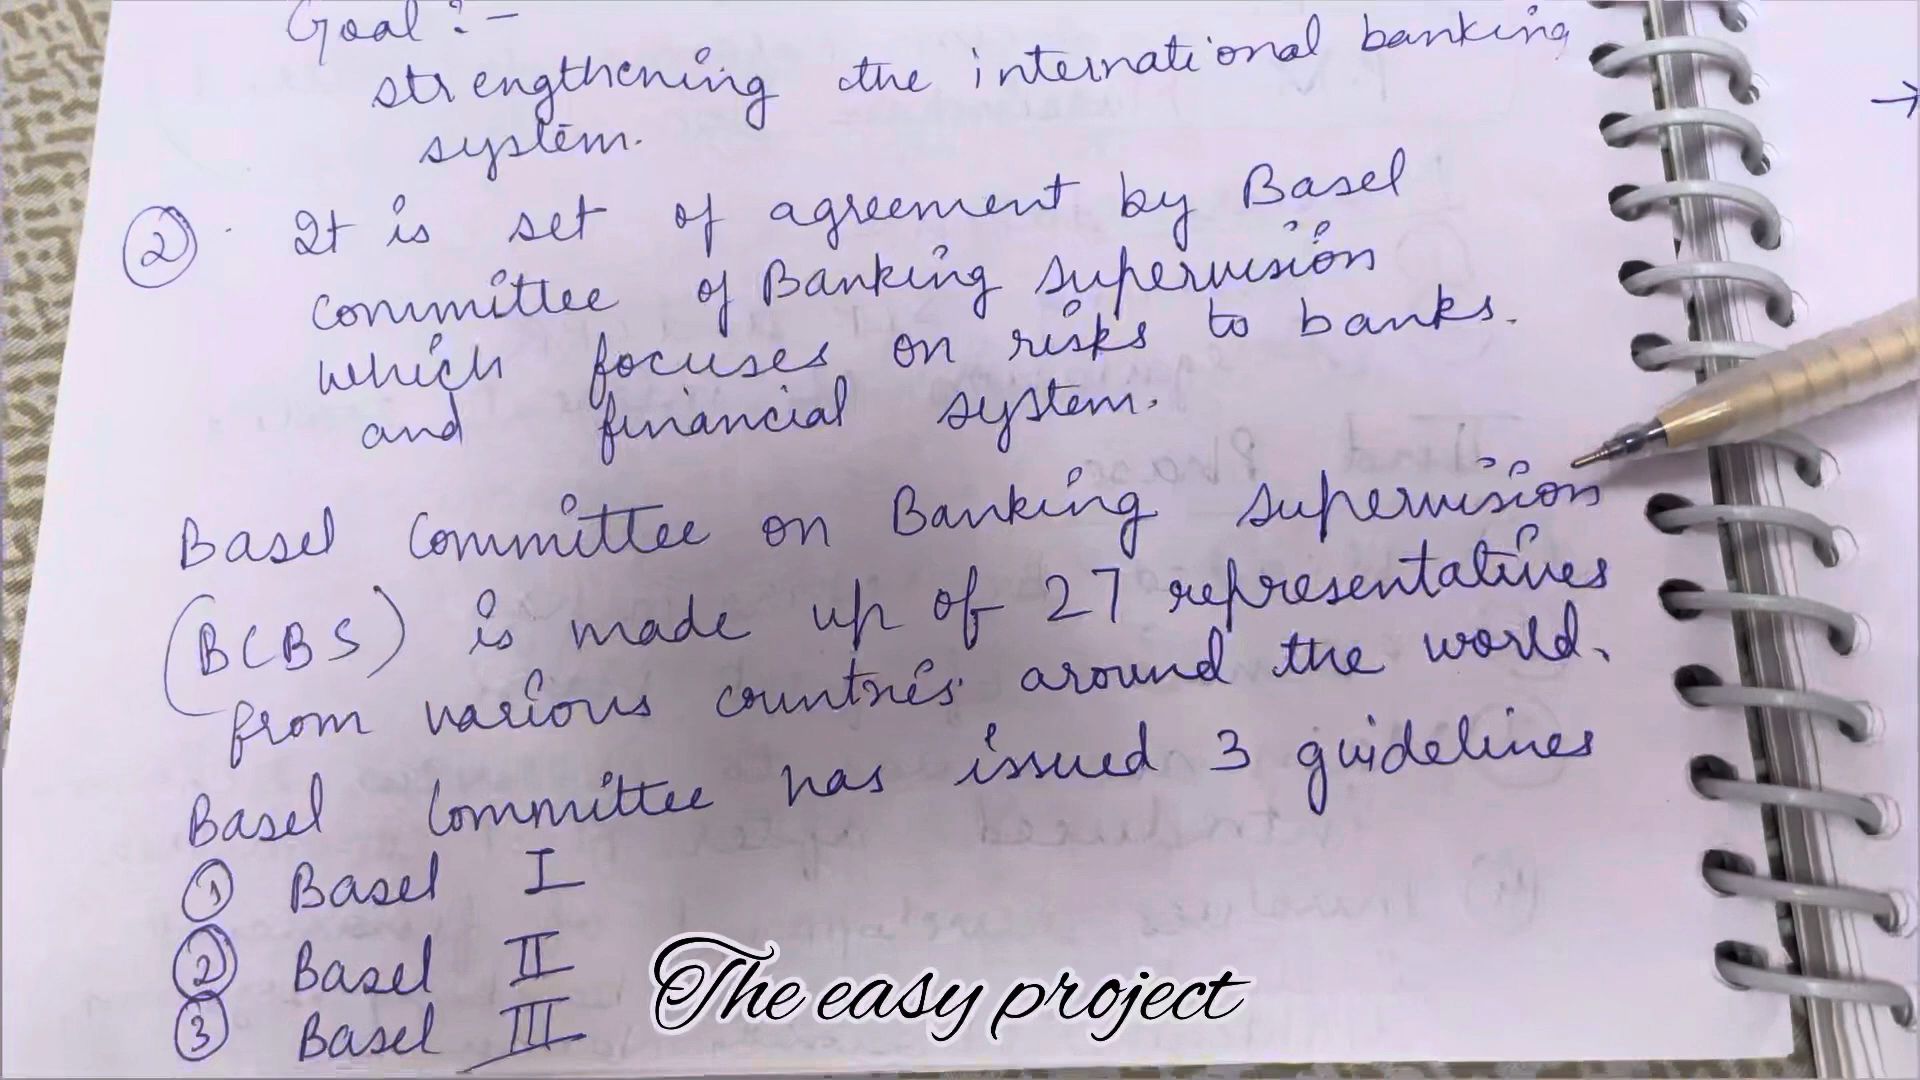 Goal :-
strengthening the international banking
system.
② It is set of agreement by Basel
committee of Banking supervision
which focuses on risks to banks.
and financial system.
Basel Committee on Banking supervision
(BCBS) is made up of 27 representatives
from various countries around the world.
Basel Committee has issued 3 guidelines
① Basel I
② Basel II
③ Basel III
The easy project